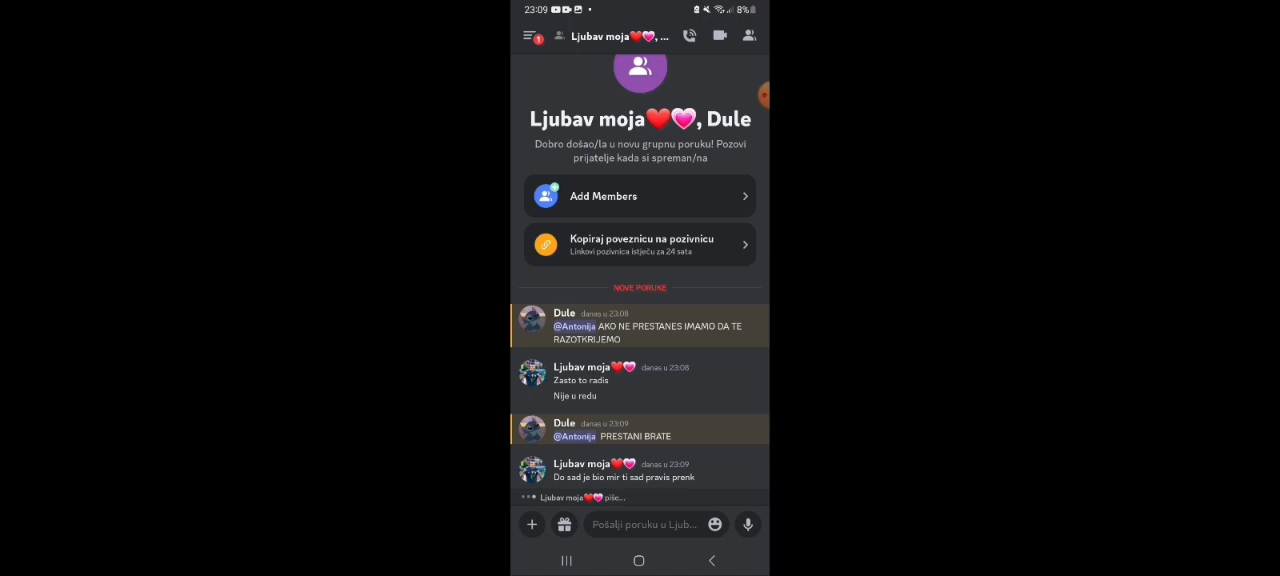 23:09 8%
1 Ljubav moja❤️💗, ...
Ljubav moja❤️💗, Dule
Dobro došao/la u novu grupnu poruku! Pozovi
prijatelje kada si spreman/na
Add Members
Kopiraj poveznicu na pozivnicu
Linkovi pozivnica istječu za 24 sata
NOVE PORUKE
Dule danas u 23:08
@Antonija AKO NE PRESTANES IMAMO DA TE
RAZOTKRIJEMO
Ljubav moja❤️💗 danas u 23:08
Zasto to radis
Nije u redu
Dule danas u 23:09
@Antonija PRESTANI BRATE
Ljubav moja❤️💗 danas u 23:09
Do sad je bio mir ti sad pravis prenk
Ljubav moja❤️💗 piše...
Pošalji poruku u Ljub...